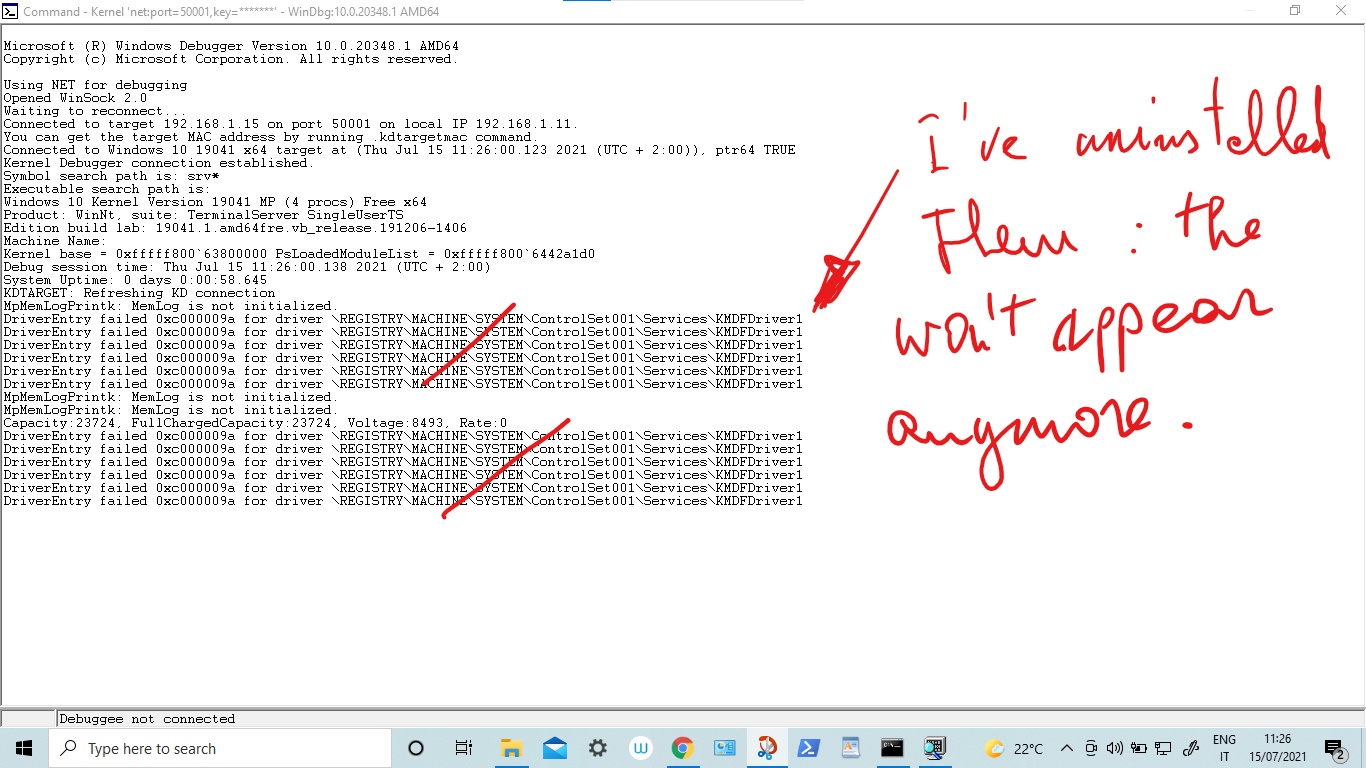 Command - Kernel 'net:port=50001,key=*******' - WinDbg:10.0.20348.1 AMD64
Microsoft (R) Windows Debugger Version 10.0.20348.1 AMD64
Copyright (c) Microsoft Corporation. All rights reserved.
Using NET for debugging
Opened WinSock 2.0
Waiting to reconnect...
Connected to target 192.168.1.15 on port 50001 on local IP 192.168.1.11.
You can get the target MAC address by running .kdtargetmac command.
Connected to Windows 10 19041 x64 target at (Thu Jul 15 11:26:00.123 2021 (UTC + 2:00)), ptr64 TRUE
Kernel Debugger connection established.
Symbol search path is: srv*
Executable search path is:
Windows 10 Kernel Version 19041 MP (4 procs) Free x64
Product: WinNt, suite: TerminalServer SingleUserTS
Edition build lab: 19041.1.amd64fre.vb_release.191206-1406
Machine Name:
Kernel base = 0xfffff800`63800000 PsLoadedModuleList = 0xfffff800`6442a1d0
Debug session time: Thu Jul 15 11:26:00.138 2021 (UTC + 2:00)
System Uptime: 0 days 0:00:58.645
KDTARGET: Refreshing KD connection
MpMemLogPrintk: MemLog is not initialized.
DriverEntry failed 0xc000009a for driver \REGISTRY\MACHINE\SYSTEM\ControlSet001\Services\KMDFDriver1
DriverEntry failed 0xc000009a for driver \REGISTRY\MACHINE\SYSTEM\ControlSet001\Services\KMDFDriver1
DriverEntry failed 0xc000009a for driver \REGISTRY\MACHINE\SYSTEM\ControlSet001\Services\KMDFDriver1
DriverEntry failed 0xc000009a for driver \REGISTRY\MACHINE\SYSTEM\ControlSet001\Services\KMDFDriver1
DriverEntry failed 0xc000009a for driver \REGISTRY\MACHINE\SYSTEM\ControlSet001\Services\KMDFDriver1
DriverEntry failed 0xc000009a for driver \REGISTRY\MACHINE\SYSTEM\ControlSet001\Services\KMDFDriver1
MpMemLogPrintk: MemLog is not initialized.
MpMemLogPrintk: MemLog is not initialized.
Capacity:23724, FullChargedCapacity:23724, Voltage:8493, Rate:0
DriverEntry failed 0xc000009a for driver \REGISTRY\MACHINE\SYSTEM\ControlSet001\Services\KMDFDriver1
DriverEntry failed 0xc000009a for driver \REGISTRY\MACHINE\SYSTEM\ControlSet001\Services\KMDFDriver1
DriverEntry failed 0xc000009a for driver \REGISTRY\MACHINE\SYSTEM\ControlSet001\Services\KMDFDriver1
DriverEntry failed 0xc000009a for driver \REGISTRY\MACHINE\SYSTEM\ControlSet001\Services\KMDFDriver1
DriverEntry failed 0xc000009a for driver \REGISTRY\MACHINE\SYSTEM\ControlSet001\Services\KMDFDriver1
DriverEntry failed 0xc000009a for driver \REGISTRY\MACHINE\SYSTEM\ControlSet001\Services\KMDFDriver1
I've uninstalled
them : the
won't appear
anymore.
Debuggee not connected
Type here to search
22°C
ENG
IT
11:26
15/07/2021
2